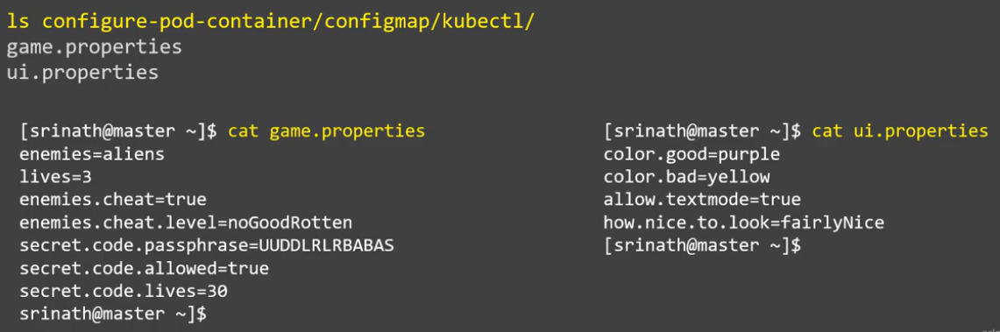 ls configure-pod-container/configmap/kubectl/
game.properties
ui.properties
[srinath@master ~]$ cat game.properties
enemies=aliens
lives=3
enemies.cheat=true
enemies.cheat.level=noGoodRotten
secret.code.passphrase=UUDDLRLRBABAS
secret.code.allowed=true
secret.code.lives=30
srinath@master ~]$
[srinath@master ~]$ cat ui.properties
color.good=purple
color.bad=yellow
allow.textmode=true
how.nice.to.look=fairlyNice
[srinath@master ~]$